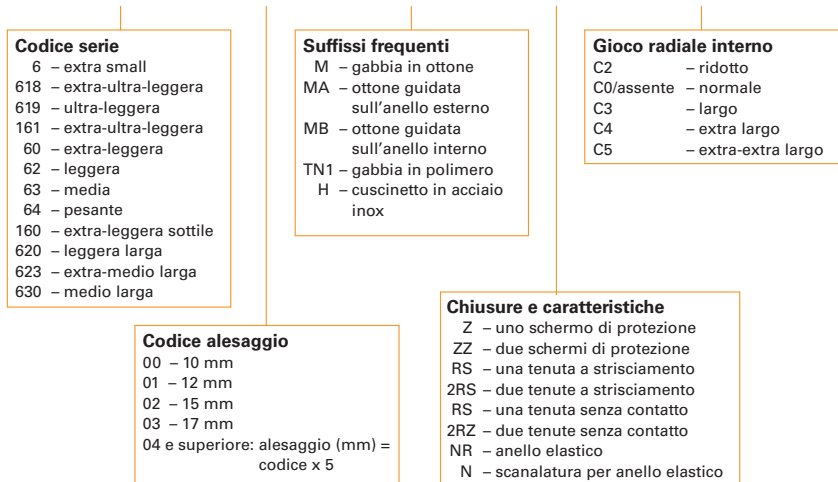 Codice serie
6 – extra small
618 – extra-ultra-leggera
619 – ultra-leggera
161 – extra-ultra-leggera
60 – extra-leggera
62 – leggera
63 – media
64 – pesante
160 – extra-leggera sottile
620 – leggera larga
623 – extra-medio larga
630 – medio larga
Suffissi frequenti
M – gabbia in ottone
MA – ottone guidata
sull'anello esterno
MB – ottone guidata
sull'anello interno
TN1 – gabbia in polimero
H – cuscinetto in acciaio
inox
Gioco radiale interno
C2 – ridotto
C0/assente – normale
C3 – largo
C4 – extra largo
C5 – extra-extra largo
Codice alesaggio
00 – 10 mm
01 – 12 mm
02 – 15 mm
03 – 17 mm
04 e superiore: alesaggio (mm) =
codice x 5
Chiusure e caratteristiche
Z – uno schermo di protezione
ZZ – due schermi di protezione
RS – una tenuta a strisciamento
2RS – due tenute a strisciamento
RS – una tenuta senza contatto
2RZ – due tenute senza contatto
NR – anello elastico
N – scanalatura per anello elastico